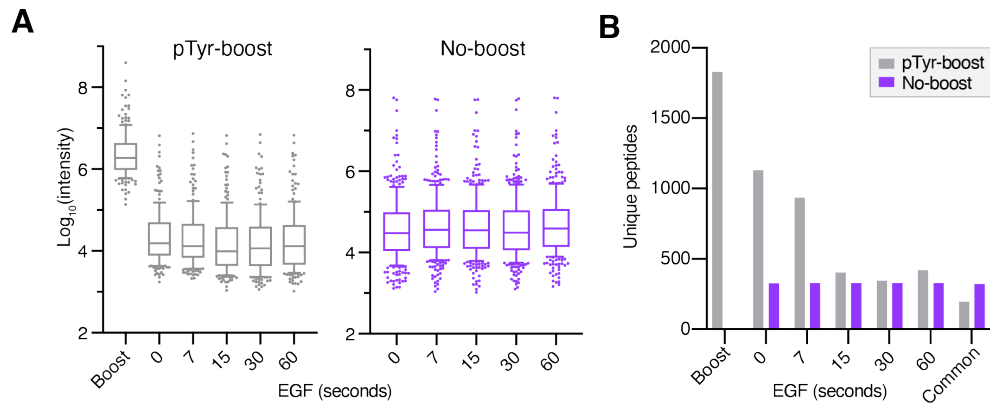 A
pTyr-boost
No-boost
Log10(intensity)
8
6
4
2
8
6
4
2
Boost
0
7
15
30
60
0
7
15
30
60
EGF (seconds)
B
Unique peptides
2000
1500
1000
500
0
pTyr-boost
No-boost
Boost
0
7
15
30
60
Common
EGF (seconds)